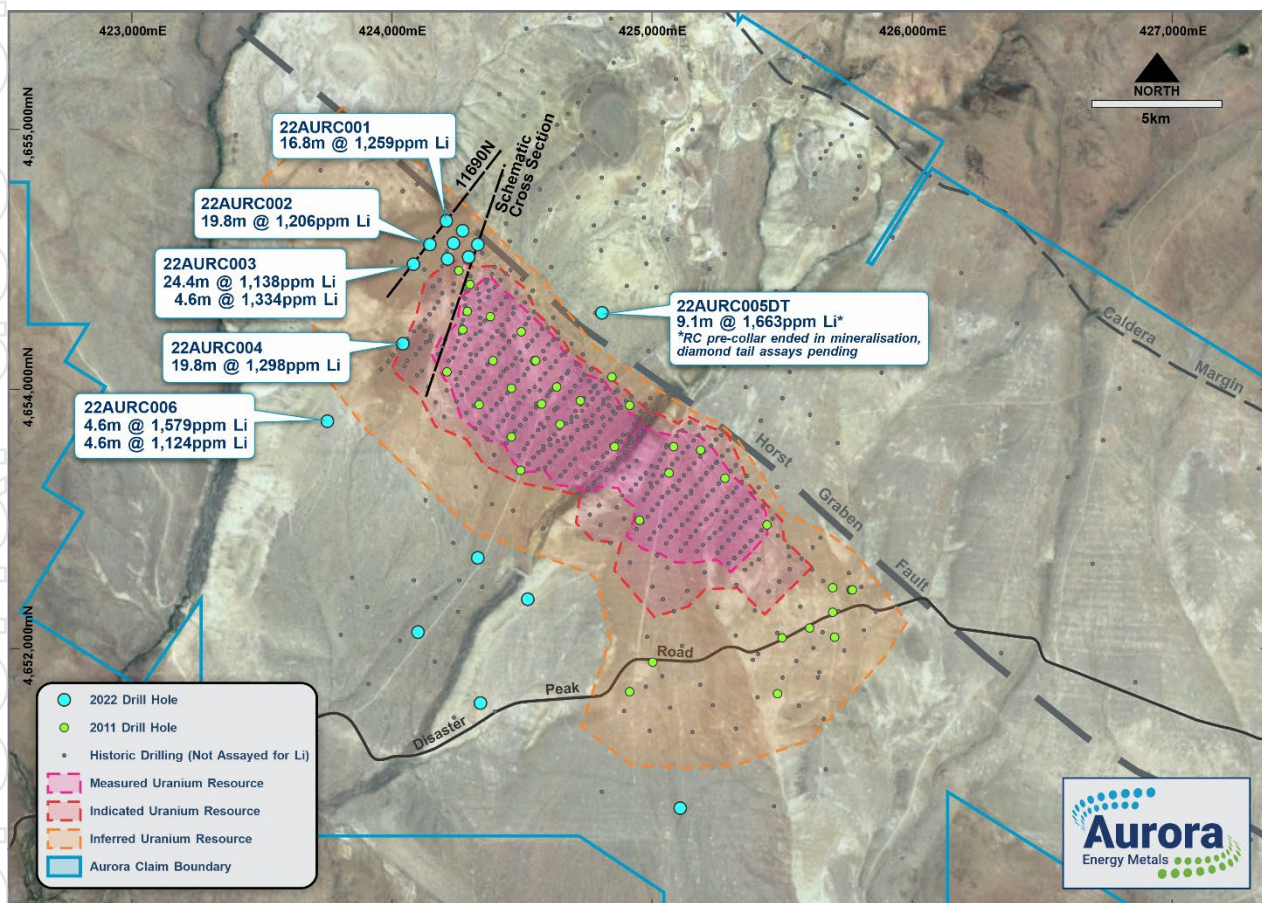 423,000mE
424,000mE
425,000mE
426,000mE
427,000mE
NORTH
5km
4,655,000mN
4,654,000mN
4,652,000mN
22AURC001
16.8m @ 1,259ppm Li
11690N
Schematic
Cross Section
22AURC002
19.8m @ 1,206ppm Li
22AURC003
24.4m @ 1,138ppm Li
4.6m @ 1,334ppm Li
22AURC005DT
9.1m @ 1,663ppm Li*
*RC pre-collar ended in mineralisation,
diamond tail assays pending
22AURC004
19.8m @ 1,298ppm Li
22AURC006
4.6m @ 1,579ppm Li
4.6m @ 1,124ppm Li
Caldera Margin
Horst Graben Fault
Disaster Peak Road
2022 Drill Hole
2011 Drill Hole
Historic Drilling (Not Assayed for Li)
Measured Uranium Resource
Indicated Uranium Resource
Inferred Uranium Resource
Aurora Claim Boundary
Aurora
Energy Metals